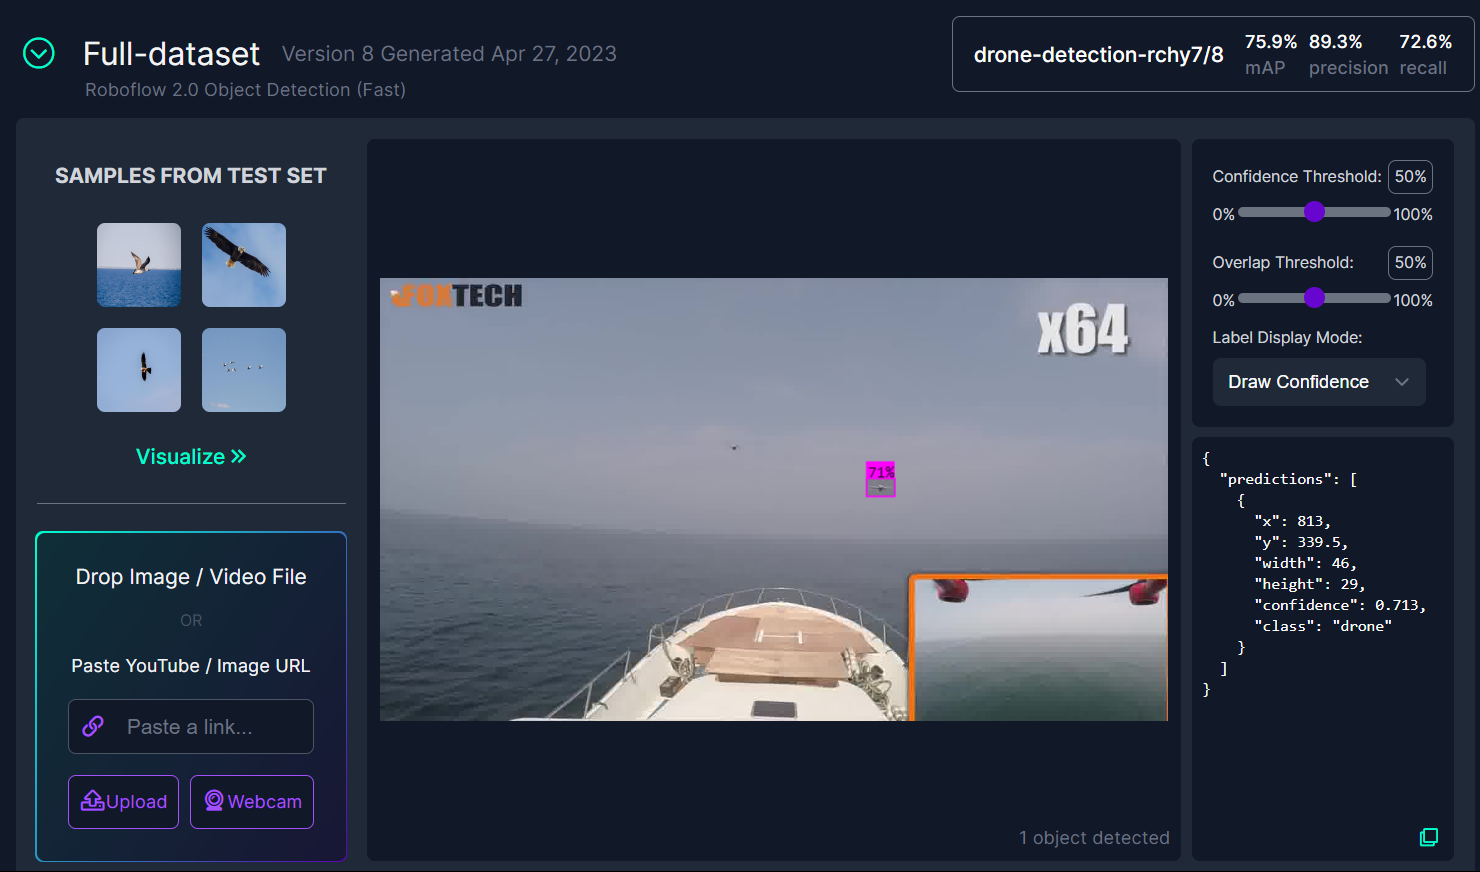 Full-dataset Version 8 Generated Apr 27, 2023
Roboflow 2.0 Object Detection (Fast)
drone-detection-rchy7/8
75.9% 89.3% 72.6%
mAP precision recall
SAMPLES FROM TEST SET
Visualize
Drop Image / Video File
OR
Paste YouTube / Image URL
Paste a link...
Upload Webcam
FOXTECH
x64
71%
1 object detected
Confidence Threshold: 50%
0% 100%
Overlap Threshold: 50%
0% 100%
Label Display Mode:
Draw Confidence
{
"predictions": [
{
"x": 813,
"y": 339.5,
"width": 46,
"height": 29,
"confidence": 0.713,
"class": "drone"
}
]
}